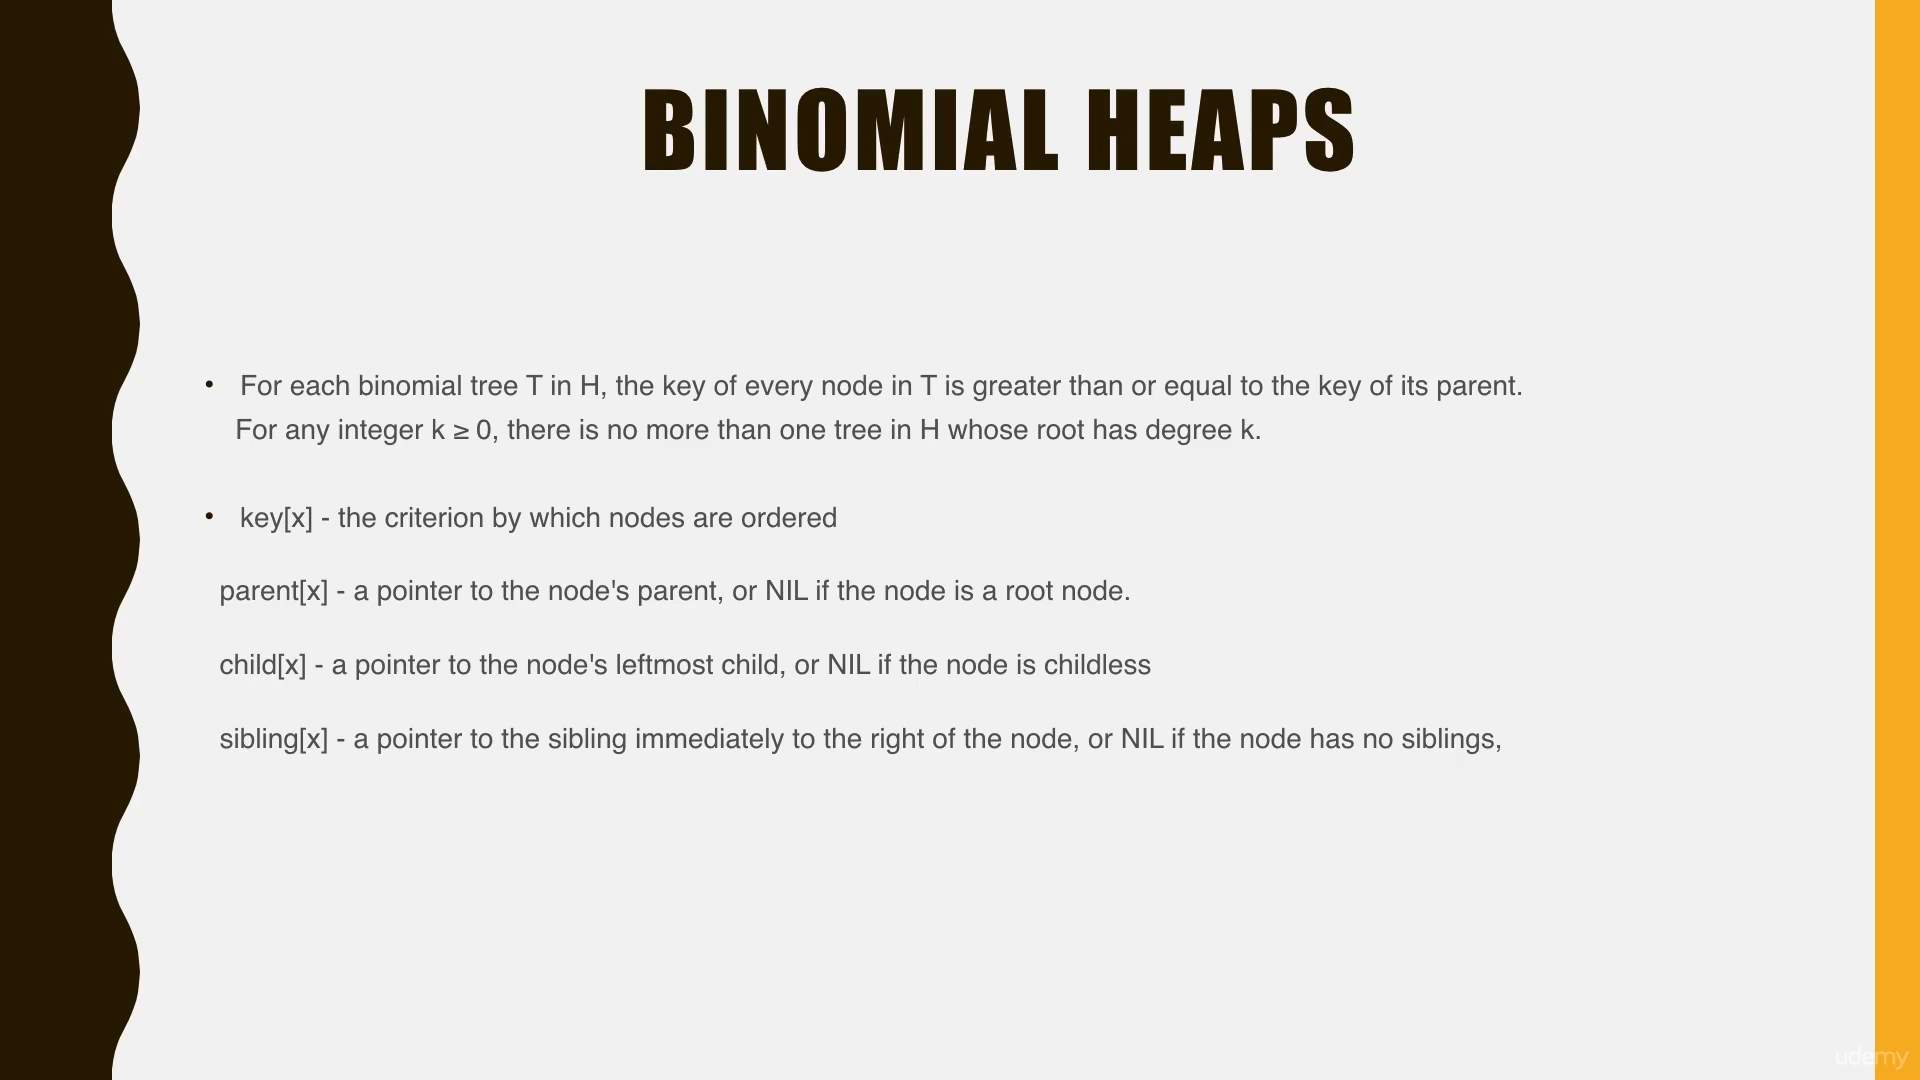 BINOMIAL HEAPS
• For each binomial tree T in H, the key of every node in T is greater than or equal to the key of its parent.
For any integer k ≥ 0, there is no more than one tree in H whose root has degree k.
• key[x] - the criterion by which nodes are ordered
parent[x] - a pointer to the node's parent, or NIL if the node is a root node.
child[x] - a pointer to the node's leftmost child, or NIL if the node is childless
sibling[x] - a pointer to the sibling immediately to the right of the node, or NIL if the node has no siblings,
udemy